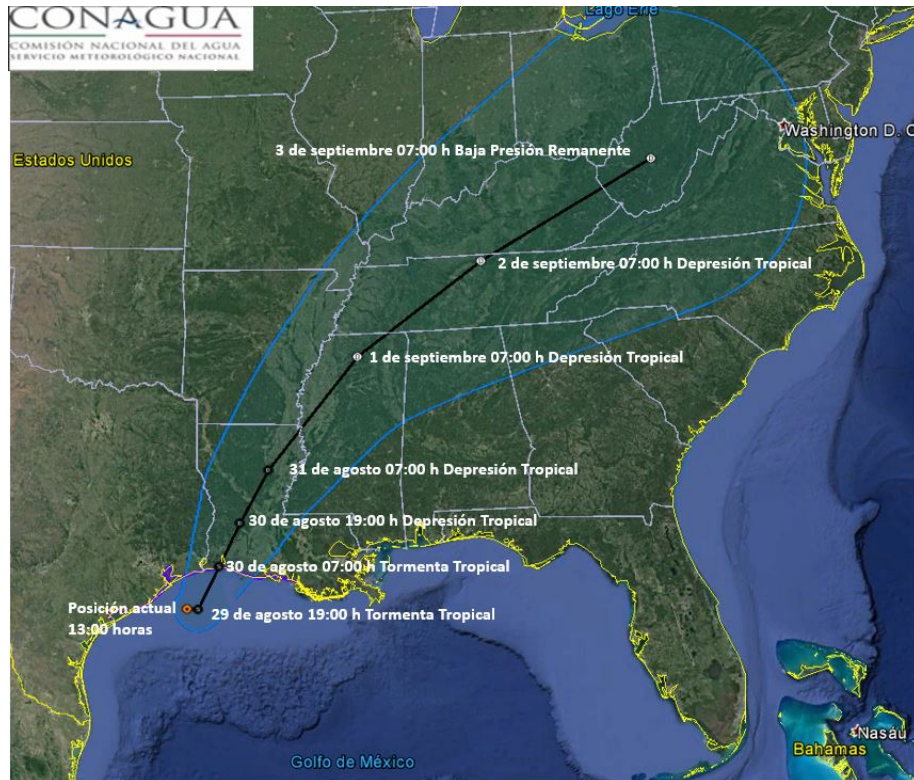 CONAGUA
COMISIÓN NACIONAL DEL AGUA
SERVICIO METEOROLÓGICO NACIONAL
Lago Erie
Washington D. C
Estados Unidos
3 de septiembre 07:00 h Baja Presión Remanente
2 de septiembre 07:00 h Depresión Tropical
1 de septiembre 07:00 h Depresión Tropical
31 de agosto 07:00 h Depresión Tropical
30 de agosto 19:00 h Depresión Tropical
30 de agosto 07:00 h Tormenta Tropical
Posición actual
13:00 horas
29 de agosto 19:00 h Tormenta Tropical
Golfo de México
Nasáu
Bahamas